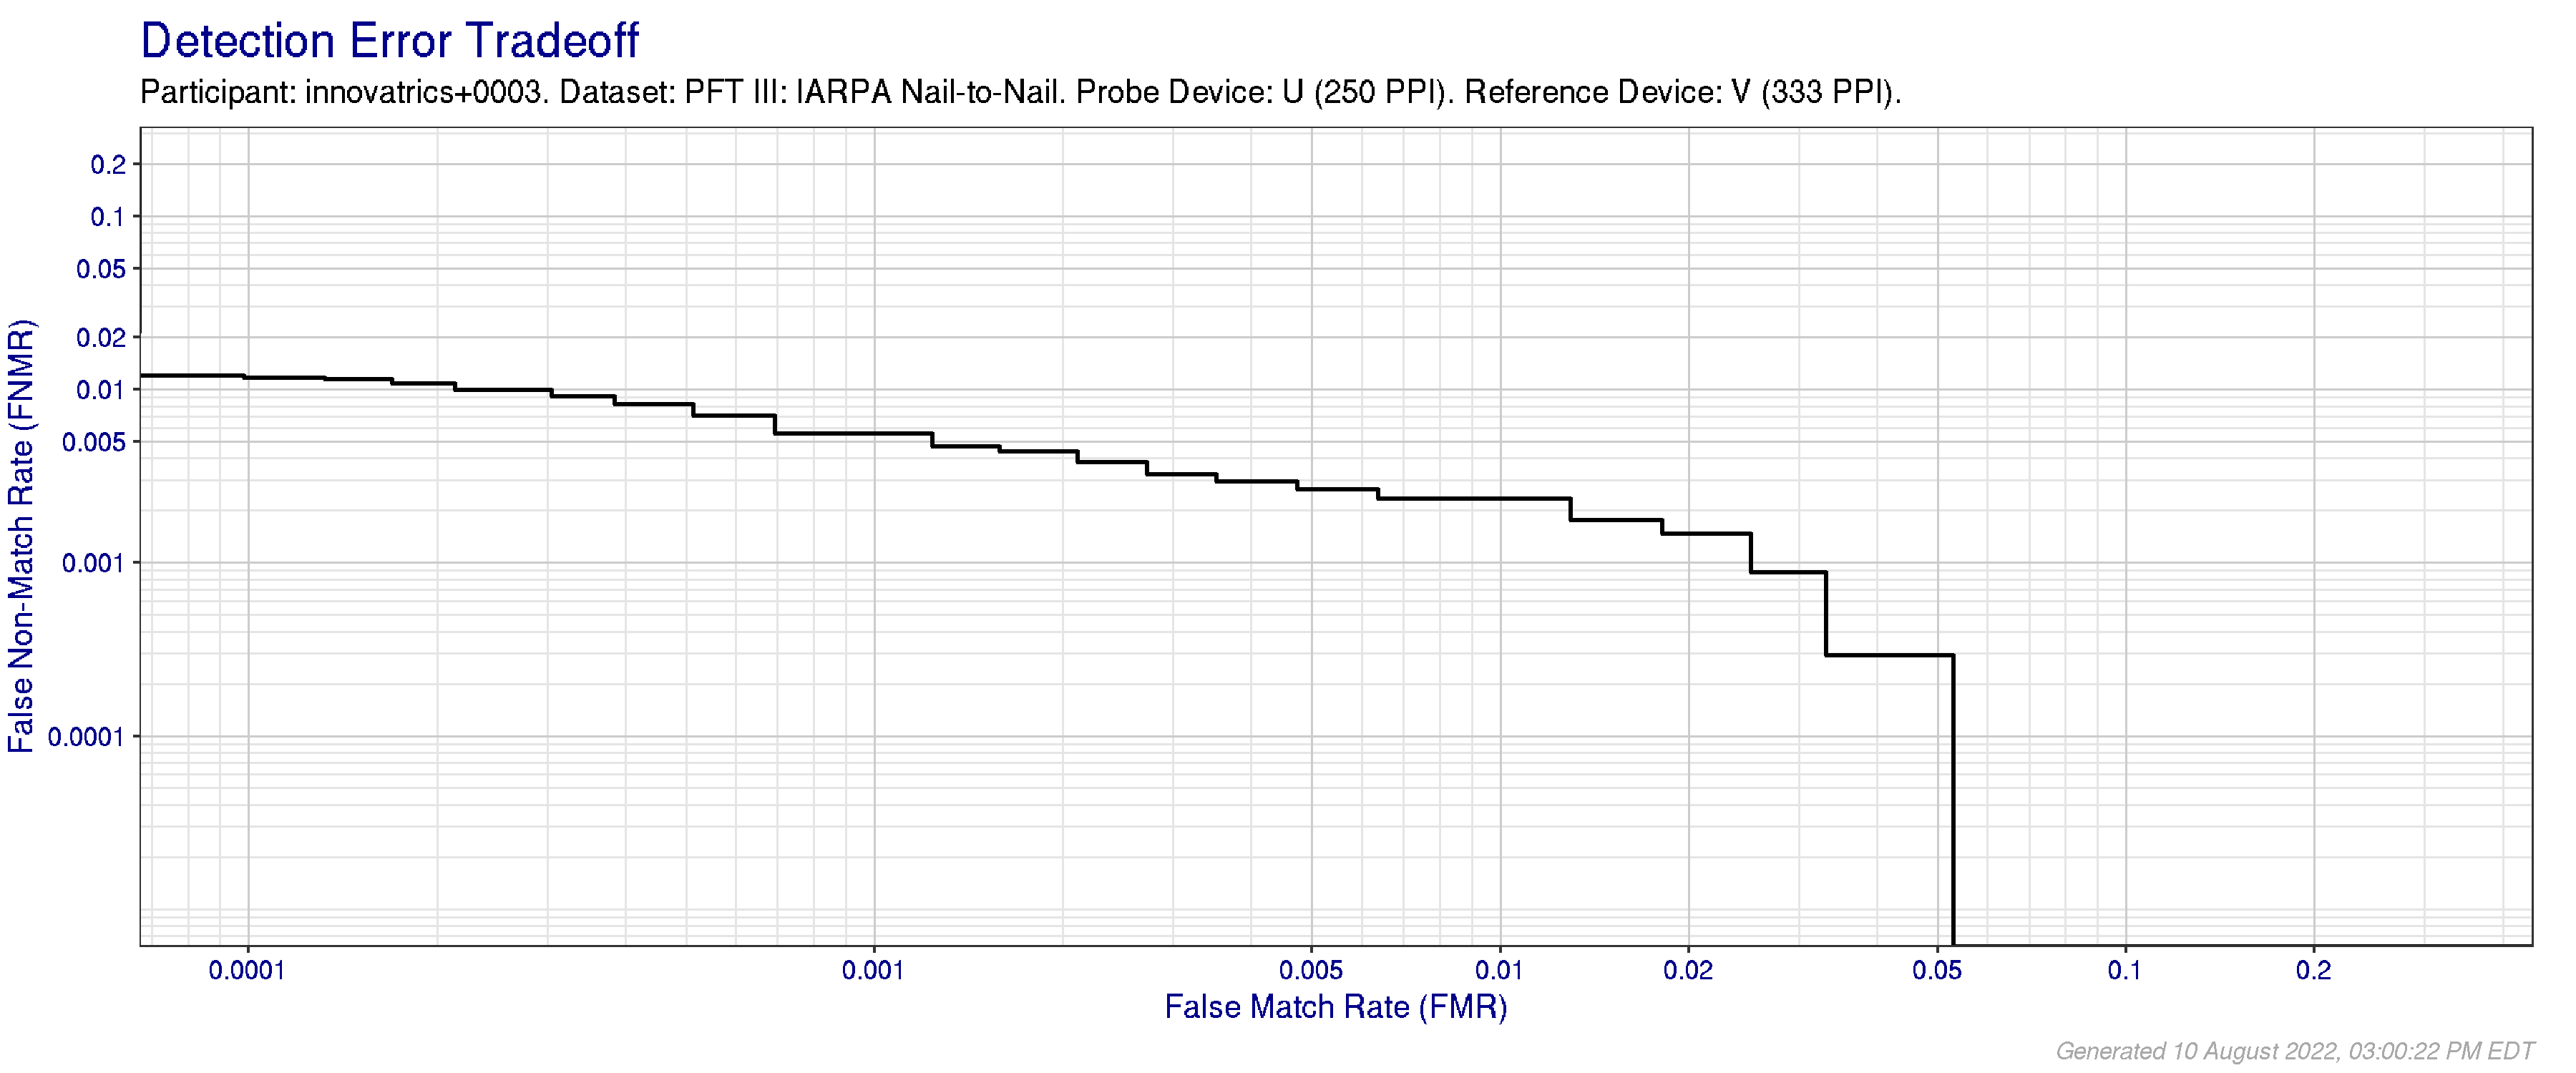 Detection Error Tradeoff
Participant: innovatrics+0003. Dataset: PFT III: IARPA Nail-to-Nail. Probe Device: U (250 PPI). Reference Device: V (333 PPI).
False Non-Match Rate (FNMR)
0.2
0.1
0.05
0.02
0.01
0.005
0.001
0.0001
0.0001 0.001 0.005 0.01 0.02 0.05 0.1 0.2
False Match Rate (FMR)
Generated 10 August 2022, 03:00:22 PM EDT